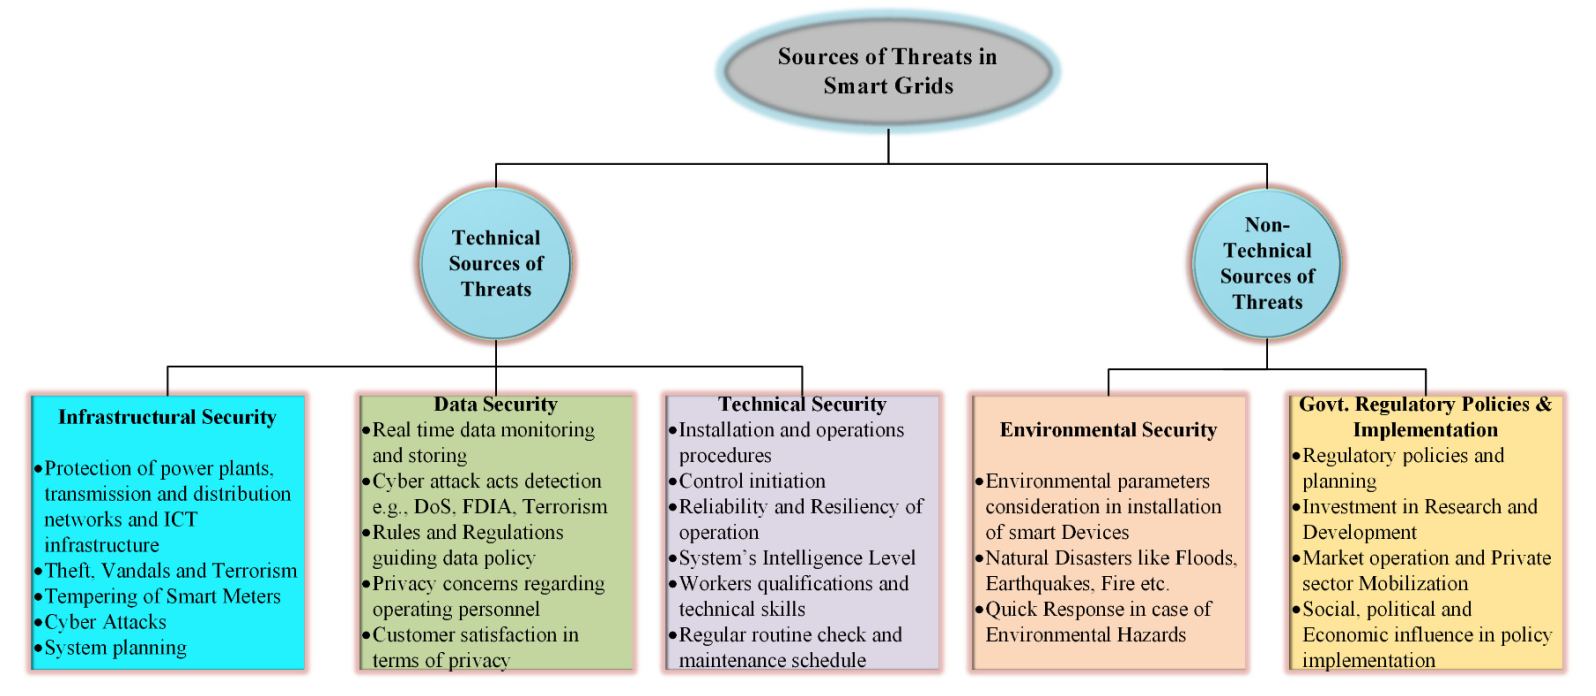 Sources of Threats in
Smart Grids
Technical
Sources of
Threats
Non-
Technical
Sources of
Threats
Infrastructural Security
•Protection of power plants,
transmission and distribution
networks and ICT
infrastructure
•Theft, Vandals and Terrorism
•Tempering of Smart Meters
•Cyber Attacks
•System planning
Data Security
•Real time data monitoring
and storing
•Cyber attack acts detection
e.g., DoS, FDIA, Terrorism
•Rules and Regulations
guiding data policy
•Privacy concerns regarding
operating personnel
•Customer satisfaction in
terms of privacy
Technical Security
•Installation and operations
procedures
•Control initiation
•Reliability and Resiliency of
operation
•System's Intelligence Level
•Workers qualifications and
technical skills
•Regular routine check and
maintenance schedule
Environmental Security
•Environmental parameters
consideration in installation
of smart Devices
•Natural Disasters like Floods,
Earthquakes, Fire etc.
•Quick Response in case of
Environmental Hazards
Govt. Regulatory Policies &
Implementation
•Regulatory policies and
planning
•Investment in Research and
Development
•Market operation and Private
sector Mobilization
•Social, political and
Economic influence in policy
implementation